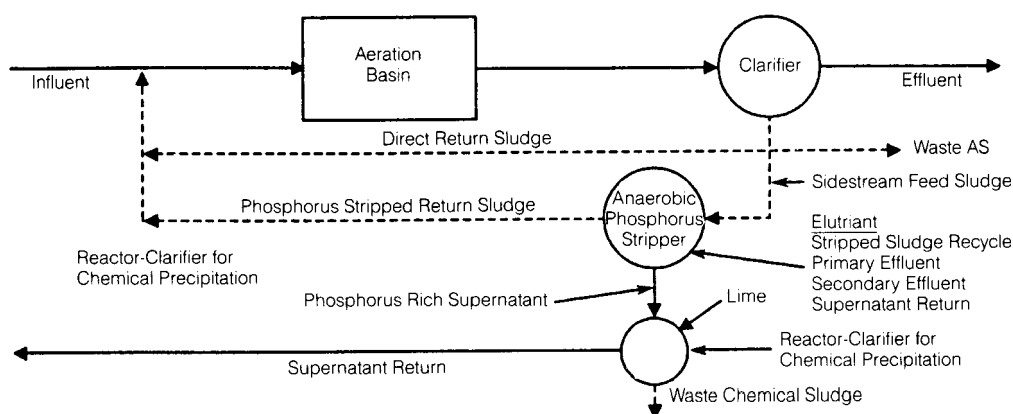 Aeration
Basin
Clarifier
Influent
Effluent
Direct Return Sludge
Waste AS
Sidestream Feed Sludge
Phosphorus Stripped Return Sludge
Anaerobic
Phosphorus
Stripper
Elutriant
Stripped Sludge Recycle
Primary Effluent
Secondary Effluent
Supernatant Return
Reactor-Clarifier for
Chemical Precipitation
Phosphorus Rich Supernatant
Lime
Reactor-Clarifier for
Chemical Precipitation
Supernatant Return
Waste Chemical Sludge